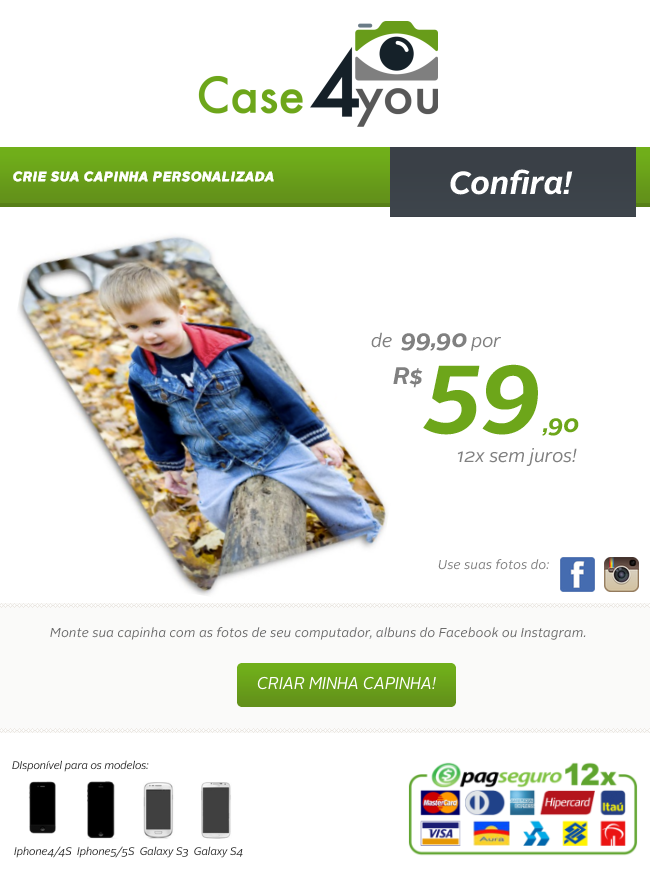 Case 4you
CRIE SUA CAPINHA PERSONALIZADA
Confira!
de 99,90 por
R$ 59,90
12x sem juros!
Use suas fotos do:
f
Monte sua capinha com as fotos de seu computador, albuns do Facebook ou Instagram.
CRIAR MINHA CAPINHA!
DIsponível para os modelos:
Iphone4/4S Iphone5/5S Galaxy S3 Galaxy S4
pagseguro 12x
MasterCard Hipercard Itaú
VISA Aura